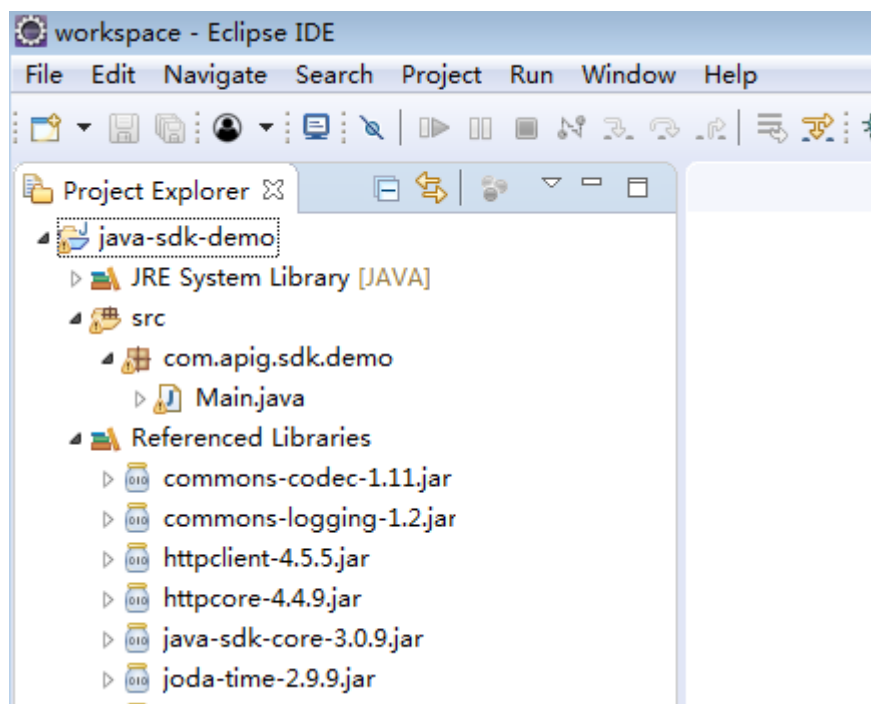 workspace - Eclipse IDE
File Edit Navigate Search Project Run Window Help
Project Explorer
java-sdk-demo
JRE System Library [JAVA]
src
com.apig.sdk.demo
Main.java
Referenced Libraries
commons-codec-1.11.jar
commons-logging-1.2.jar
httpclient-4.5.5.jar
httpcore-4.4.9.jar
java-sdk-core-3.0.9.jar
joda-time-2.9.9.jar